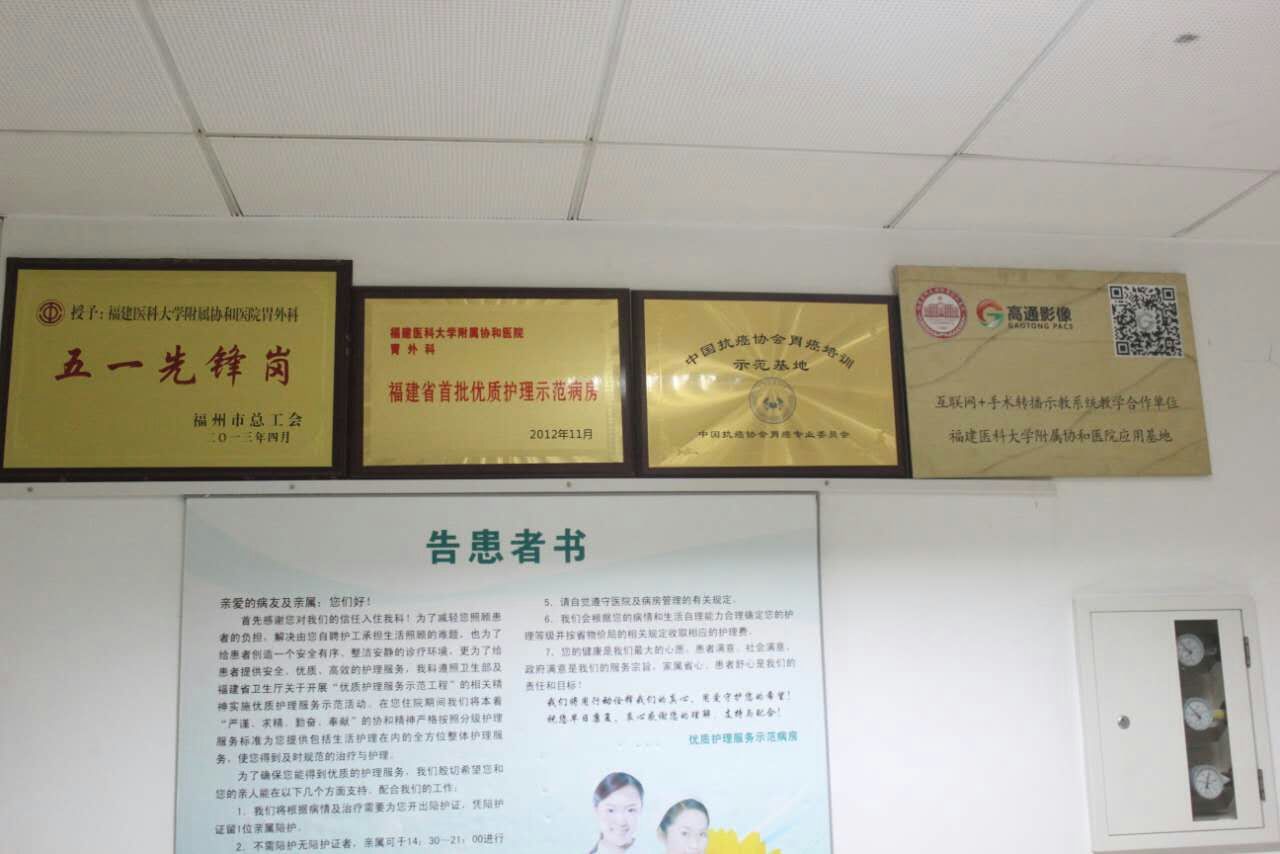 授予：福建医科大学附属协和医院胃外科
五一先锋岗
福州市总工会
二〇一三年四月
福建医科大学附属协和医院
胃外科
福建省首批优质护理示范病房
2012年11月
中国抗癌协会胃癌培训
示范基地
中国抗癌协会胃癌专业委员会
高通影像
GAOTONG PACS
互联网+手术转播示教系统教学合作单位
福建医科大学附属协和医院应用基地
告患者书
亲爱的病友及亲属：您们好！
首先感谢您对我们的信任入住我科！为了减轻您照顾患
者的负担，解决由您自聘护工承担生活照顾的难题，也为了
给患者创造一个安全有序、整洁安静的诊疗环境，更为了给
患者提供安全、优质、高效的护理服务，我科遵照卫生部及
福建省卫生厅关于开展“优质护理服务示范工程”的相关精
神实施优质护理服务示范活动。在您住院期间我们将本着
“严谨、求精、勤奋、奉献”的协和精神严格按照分级护理
服务标准为您提供包括生活护理在内的全方位整体护理服
务，使您得到及时规范的治疗与护理。
为了确保您能得到优质的护理服务，我们殷切希望您和
您的亲人能在以下几个方面支持、配合我们的工作：
1、我们将根据病情及治疗需要为您开出陪护证，凭陪护
证留1位亲属陪护。
2、不需陪护无陪护证者，亲属可于14：30—21：00进行
5、请自觉遵守医院及病房管理的有关规定。
6、我们会根据您的病情和生活自理能力合理确定您的护
理等级并按省物价局的相关规定收取相应的护理费。
7、您的健康是我们最大的心愿。患者满意、社会满意、
政府满意是我们的服务宗旨，家属省心、患者舒心是我们的
责任和目标！
我们将用行动诠释我们的真心，用爱守护您的希望！
祝您早日康复，衷心感谢您的理解、支持与配合！
优质护理服务示范病房